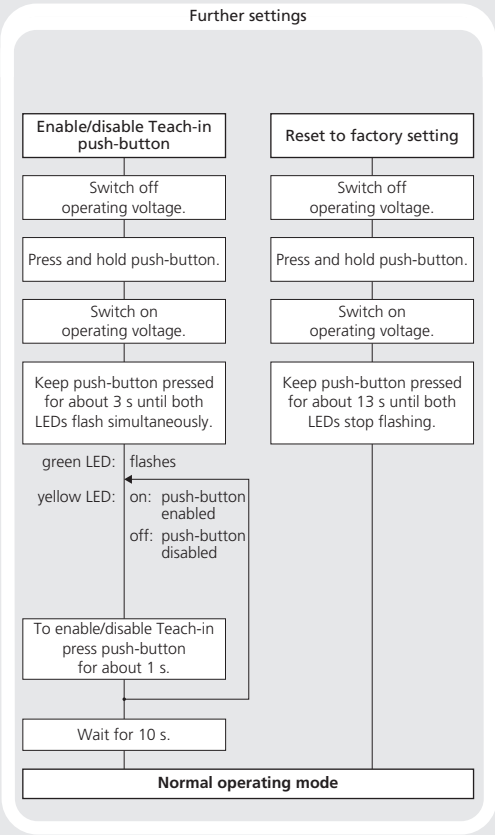 Further settings
Enable/disable Teach-in
push-button
Switch off
operating voltage.
Press and hold push-button.
Switch on
operating voltage.
Keep push-button pressed
for about 3 s until both
LEDs flash simultaneously.
green LED: flashes
yellow LED: on: push-button
enabled
off: push-button
disabled
To enable/disable Teach-in
press push-button
for about 1 s.
Wait for 10 s.
Reset to factory setting
Switch off
operating voltage.
Press and hold push-button.
Switch on
operating voltage.
Keep push-button pressed
for about 13 s until both
LEDs stop flashing.
Normal operating mode